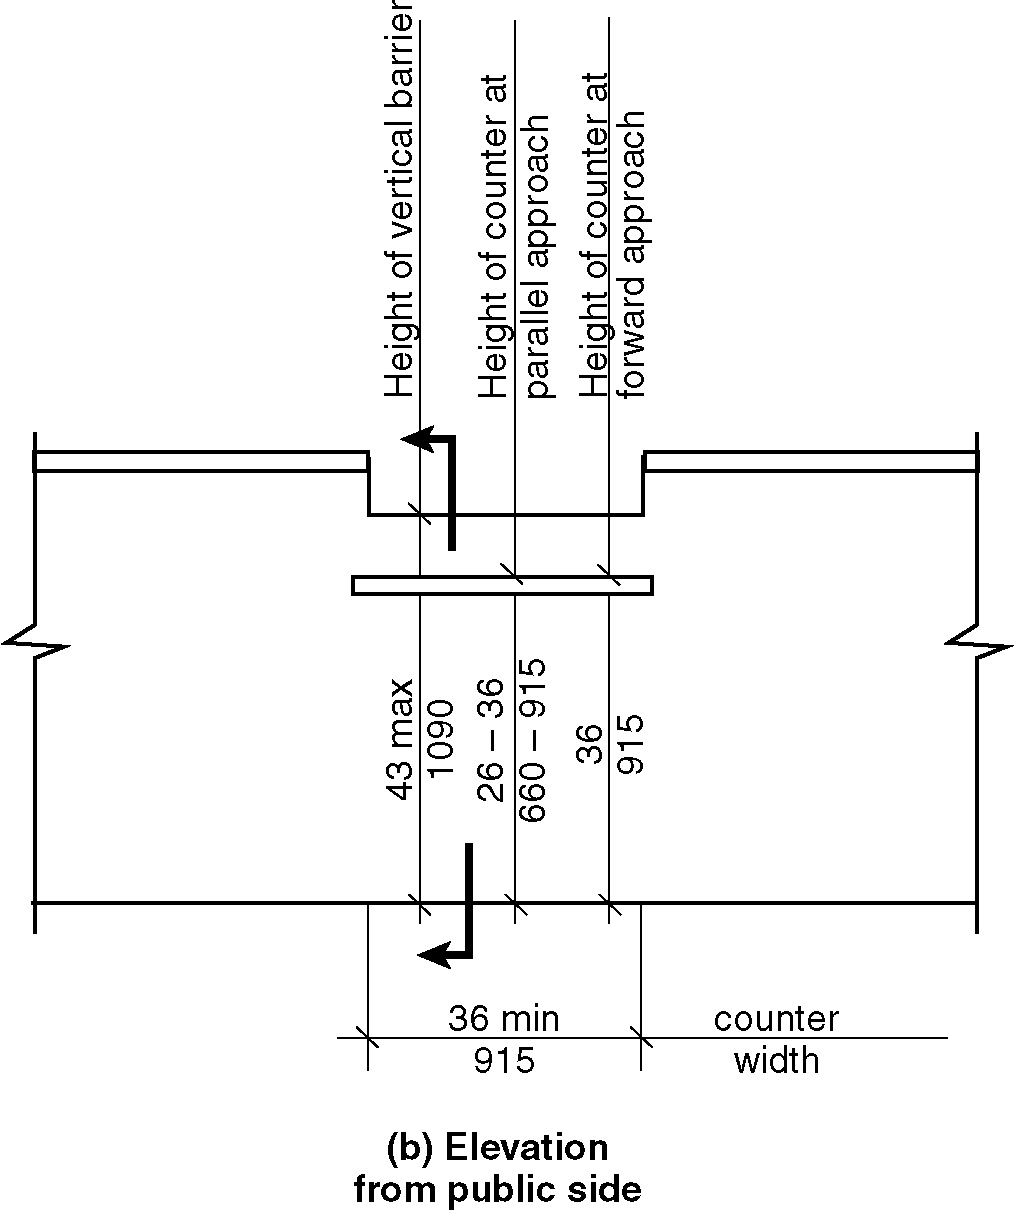 Height of vertical barrier
Height of counter at
parallel approach
Height of counter at
forward approach
43 max
1090
26 – 36
660 – 915
36
915
36 min
915
counter
width
(b) Elevation
from public side